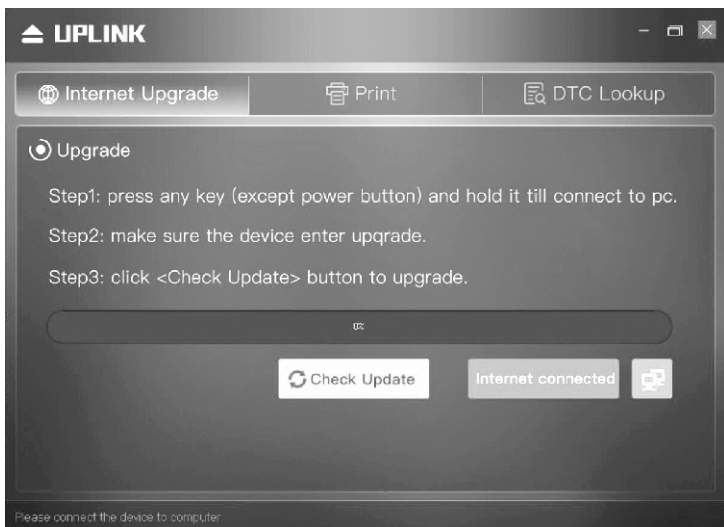 UPLINK
Internet Upgrade
Print
DTC Lookup
Upgrade
Step1: press any key (except power button) and hold it till connect to pc.
Step2: make sure the device enter upqrade.
Step3: click <Check Update> button to upgrade.
0%
Check Update
Internet connected
Please connect the device to computer